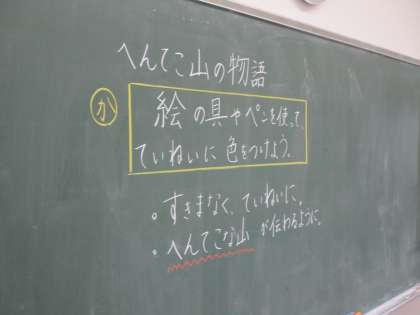 へんてこ山の物語
か 絵の具やペンを使って、
ていねいに色をつけよう。
・すきまなく、ていねいに。
・へんてこな山が伝わるように。